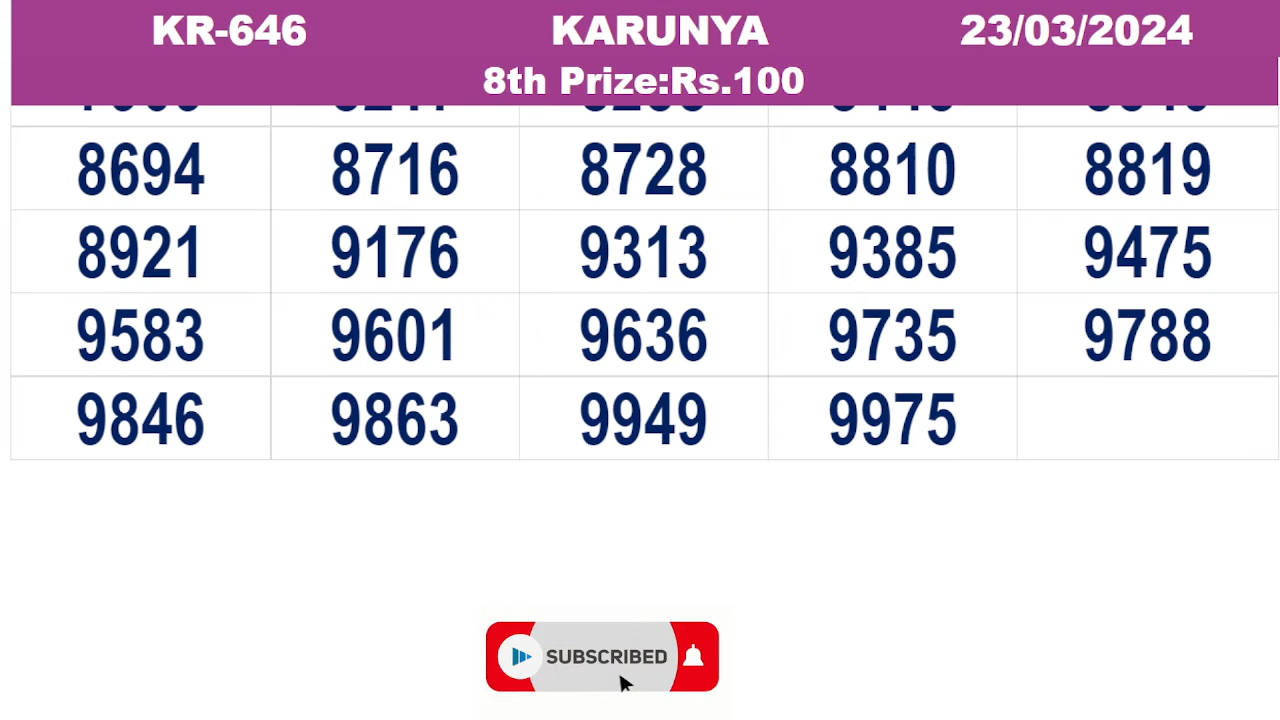 KR-646 KARUNYA 23/03/2024
8th Prize:Rs.100
8694 8716 8728 8810 8819
8921 9176 9313 9385 9475
9583 9601 9636 9735 9788
9846 9863 9949 9975
SUBSCRIBED